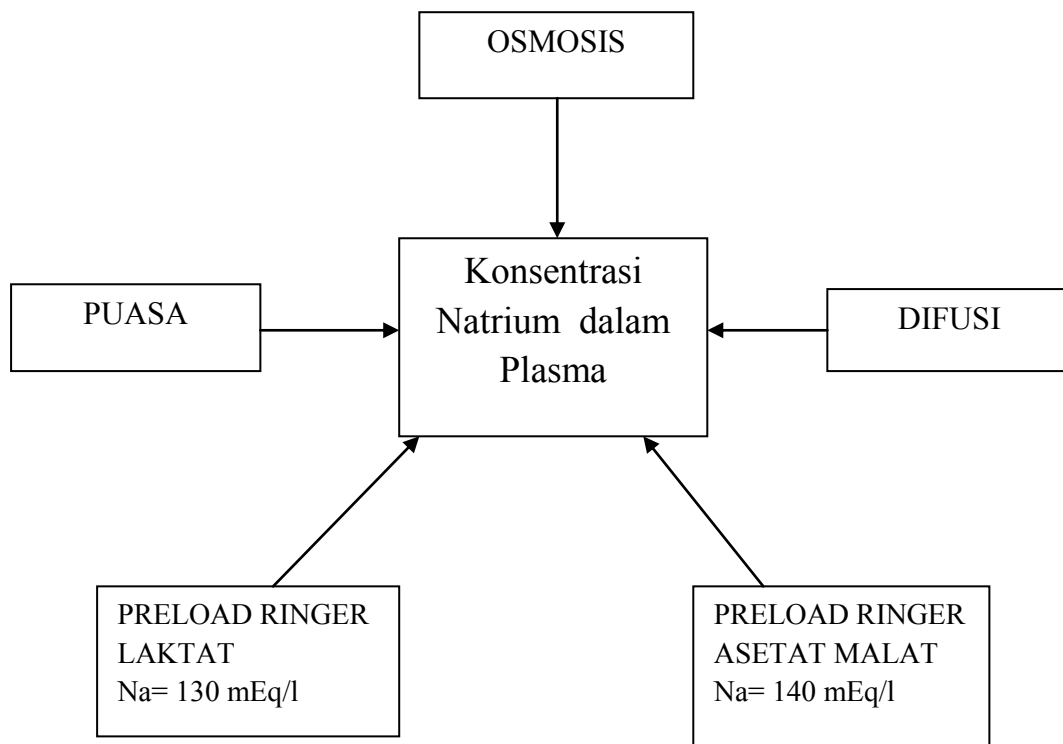 OSMOSIS
Konsentrasi
Natrium dalam
Plasma
PUASA
DIFUSI
PRELOAD RINGER
LAKTAT
Na= 130 mEq/l
PRELOAD RINGER
ASETAT MALAT
Na= 140 mEq/l